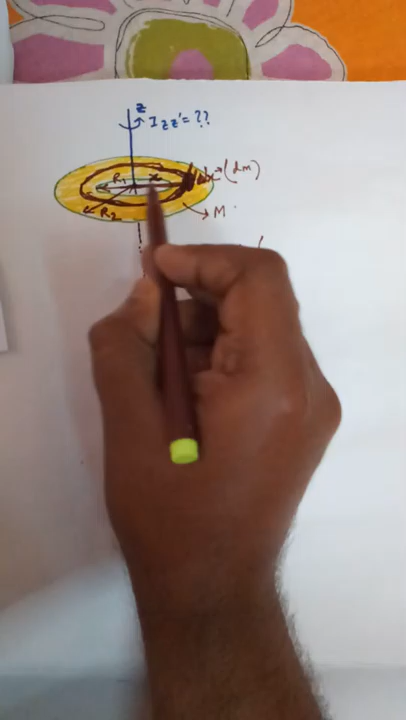 z
Izz' = ??
R1 x (dm)
R2 M